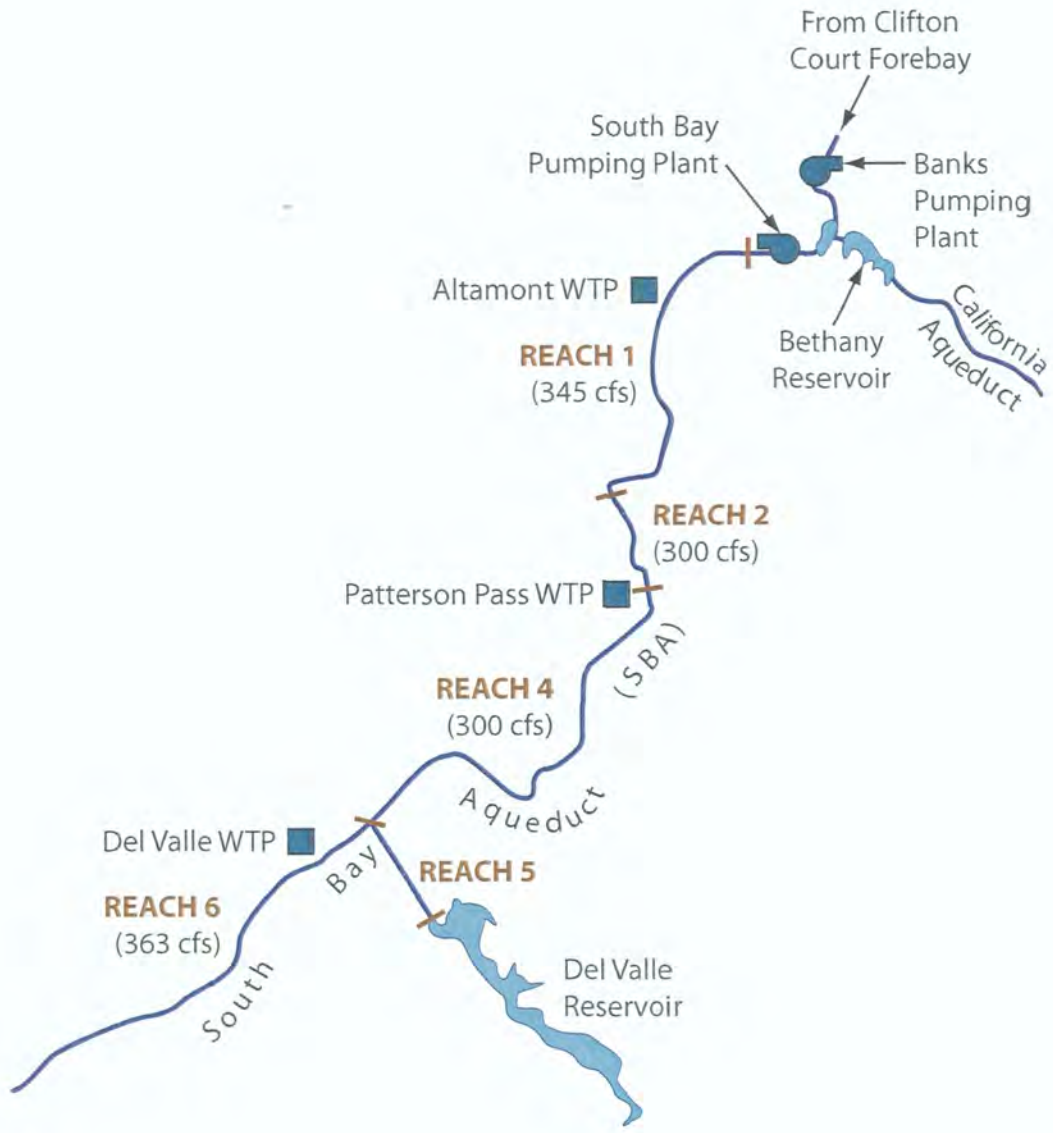 From Clifton
Court Forebay
South Bay
Pumping Plant
Banks
Pumping
Plant
Altamont WTP
REACH 1
(345 cfs)
Bethany
Reservoir
California
Aqueduct
REACH 2
(300 cfs)
Patterson Pass WTP
(SBA)
REACH 4
(300 cfs)
Aqueduct
Del Valle WTP
Bay
REACH 5
REACH 6
(363 cfs)
South
Del Valle
Reservoir